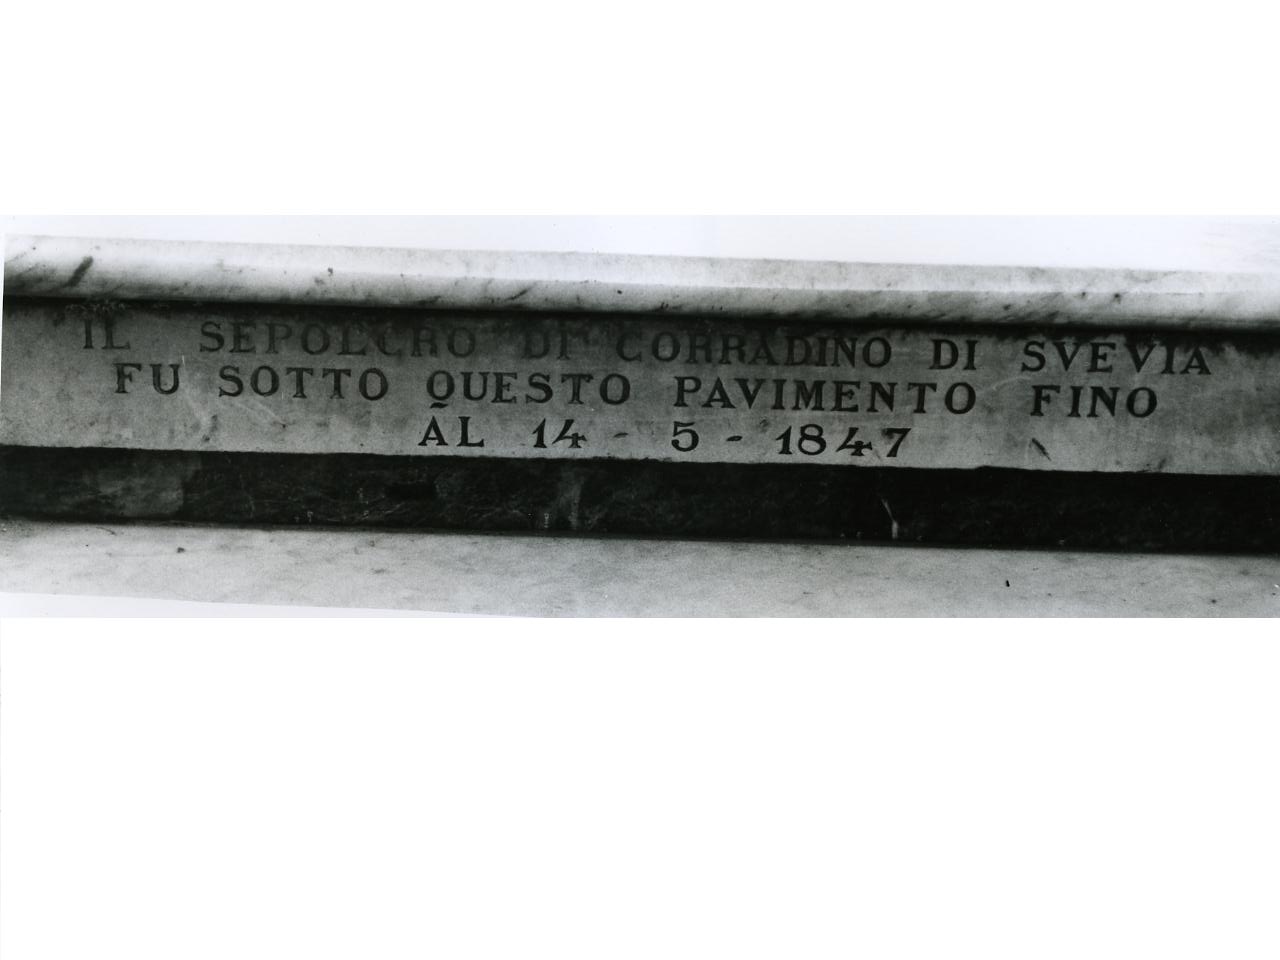 IL SEPOLCRO DI CORRADINO DI SVEVIA
FU SOTTO QUESTO PAVIMENTO FINO
AL 14 - 5 - 1847